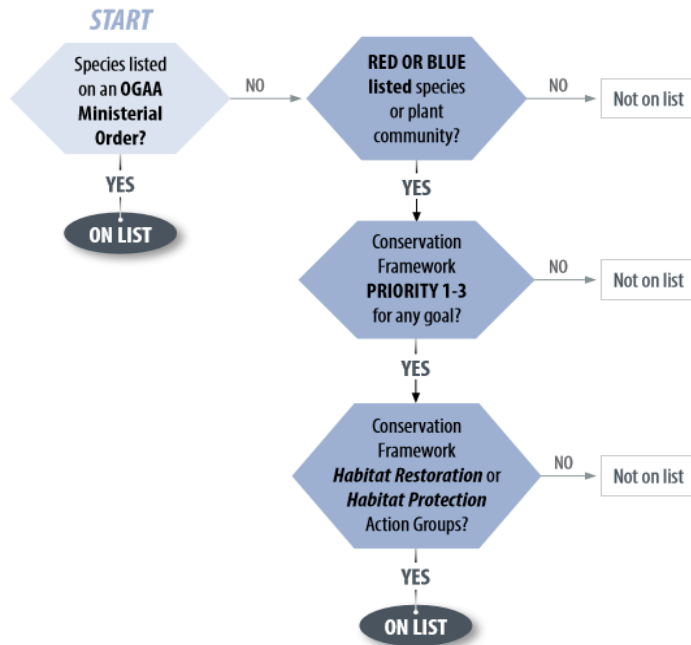 START
Species listed
on an OGAA
Ministerial
Order?
NO
RED OR BLUE
listed species
or plant
community?
NO
Not on list
YES
ON LIST
YES
Conservation
Framework
PRIORITY 1-3
for any goal?
NO
Not on list
YES
Conservation
Framework
Habitat Restoration or
Habitat Protection
Action Groups?
NO
Not on list
YES
ON LIST